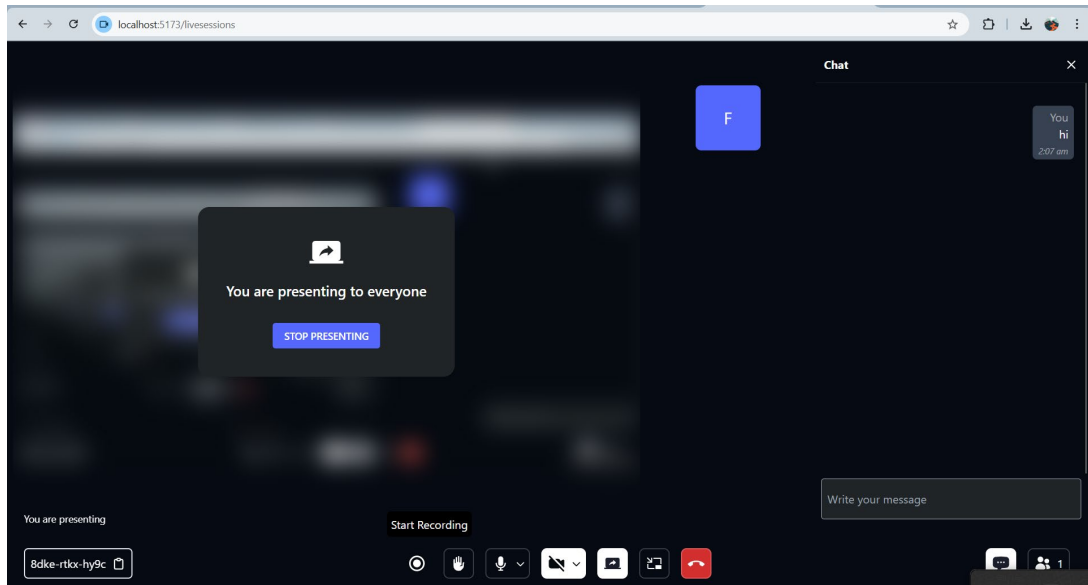 localhost:5173/livesessions
Chat
F
You
hi
2:07 am
You are presenting to everyone
STOP PRESENTING
Write your message
You are presenting
Start Recording
8dke-rtkx-hy9c
1